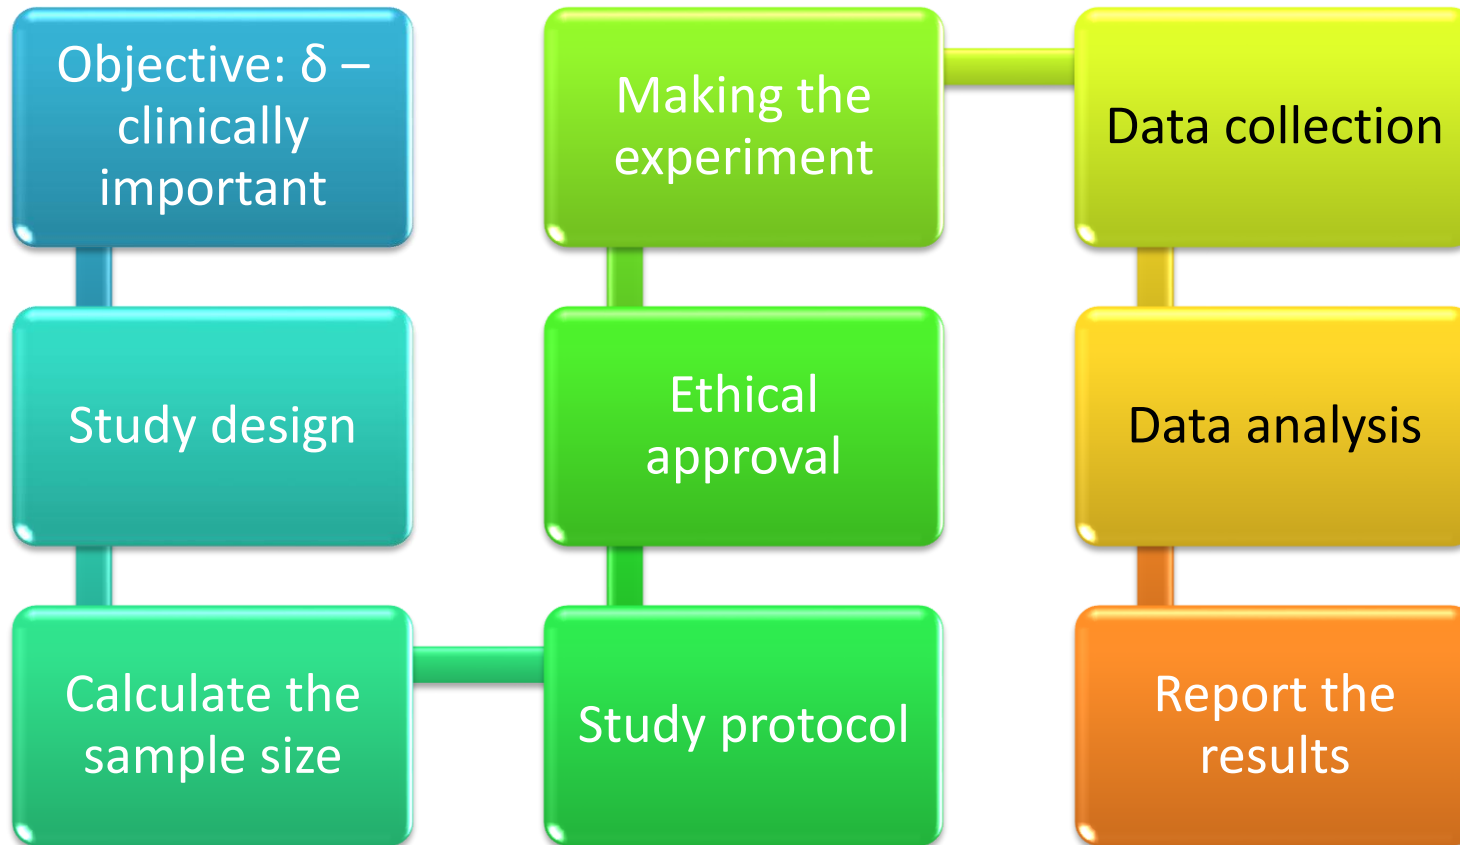 Objective: δ –
clinically
important
Study design
Calculate the
sample size
Study protocol
Ethical
approval
Making the
experiment
Data collection
Data analysis
Report the
results